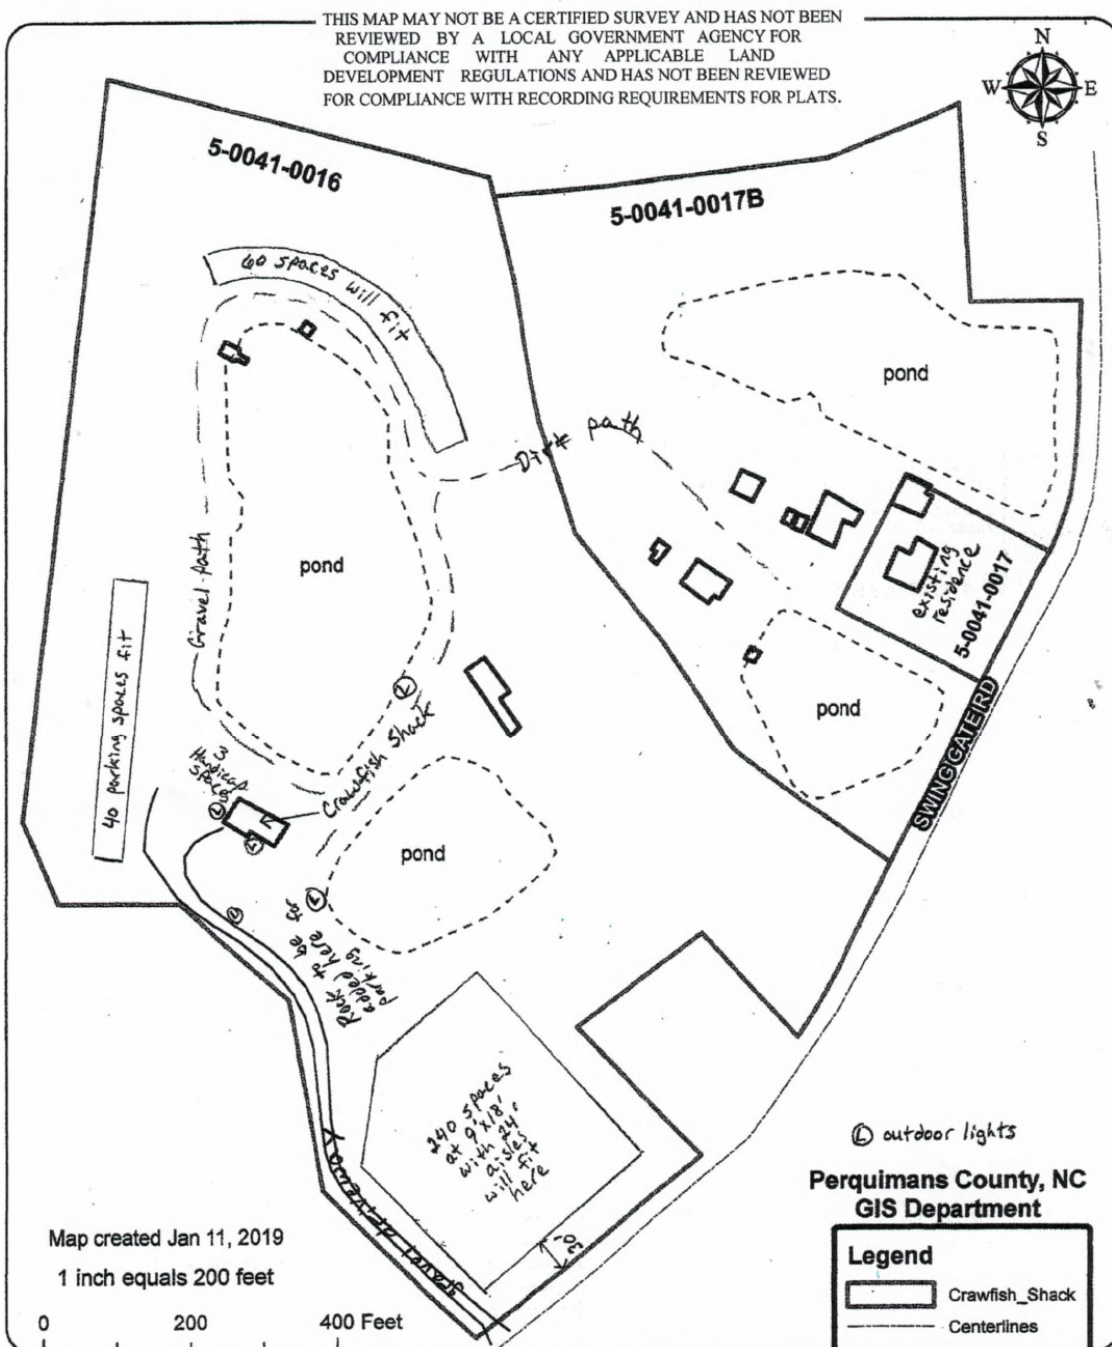 THIS MAP MAY NOT BE A CERTIFIED SURVEY AND HAS NOT BEEN
REVIEWED BY A LOCAL GOVERNMENT AGENCY FOR
COMPLIANCE WITH ANY APPLICABLE LAND
DEVELOPMENT REGULATIONS AND HAS NOT BEEN REVIEWED
FOR COMPLIANCE WITH RECORDING REQUIREMENTS FOR PLATS.
N
W E
S
5-0041-0016
5-0041-0017B
60 spaces will fit
pond
Dirt path
pond
Gravel path
existing
residence
5-0041-0017
40 parking spaces fit
L
Crawfish Shack
pond
SWING GATE RD
3
Handicap
spaces
L
L
pond
L
L
Rock to be
added here to
parking
240 spaces
at 9'x18'
with 24'
aisles
will fit
here
30'
gravel driveway
L outdoor lights
Perquimans County, NC
GIS Department
Map created Jan 11, 2019
1 inch equals 200 feet
0 200 400 Feet
Legend
Crawfish_Shack
Centerlines